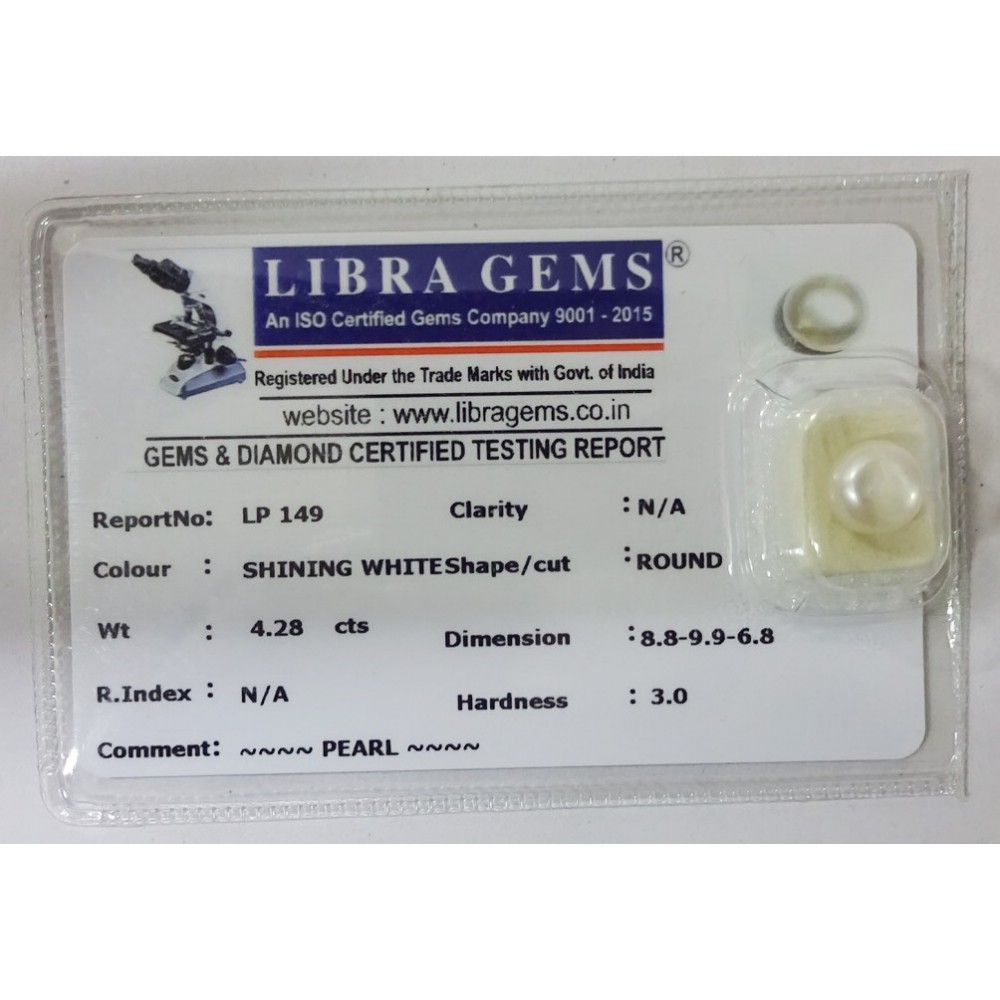 LIBRA GEMS ®
An ISO Certified Gems Company 9001 - 2015
Registered Under the Trade Marks with Govt. of India
website : www.libragems.co.in
GEMS & DIAMOND CERTIFIED TESTING REPORT
ReportNo: LP 149 Clarity : N/A
Colour : SHINING WHITE Shape/cut : ROUND
Wt : 4.28 cts Dimension : 8.8-9.9-6.8
R.Index : N/A Hardness : 3.0
Comment: ~~~~ PEARL ~~~~